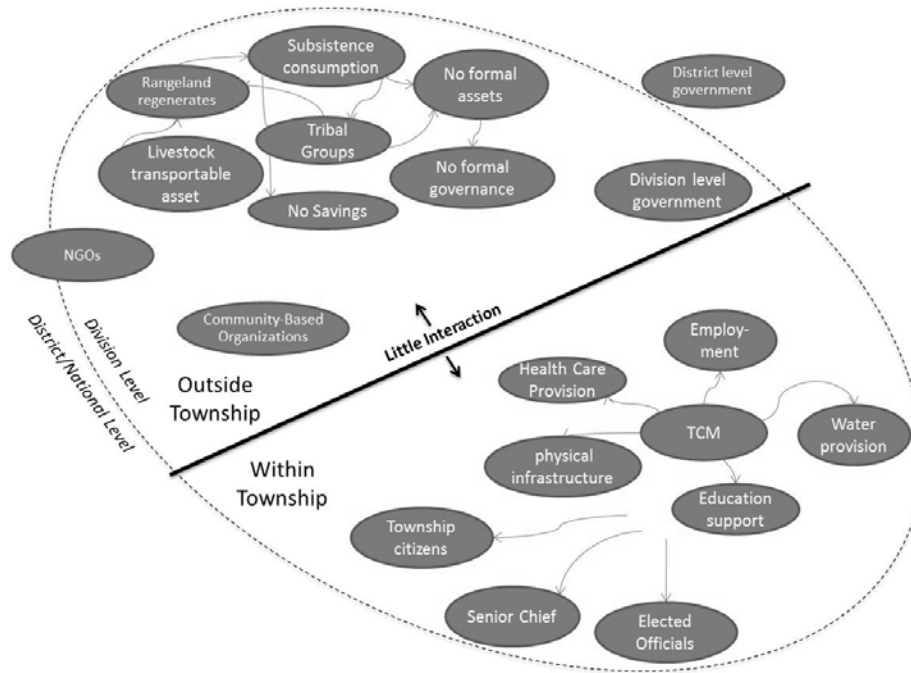 Subsistence
consumption
No formal
assets
District level
government
Rangeland
regenerates
Tribal
Groups
Livestock
transportable
asset
No formal
governance
Division level
government
No Savings
NGOs
Community-Based
Organizations
Little Interaction
Division Level
District/National Level
Outside
Township
Employ-
ment
Health Care
Provision
TCM
Water
provision
Within
Township
physical
infrastructure
Education
support
Township
citizens
Senior Chief
Elected
Officials